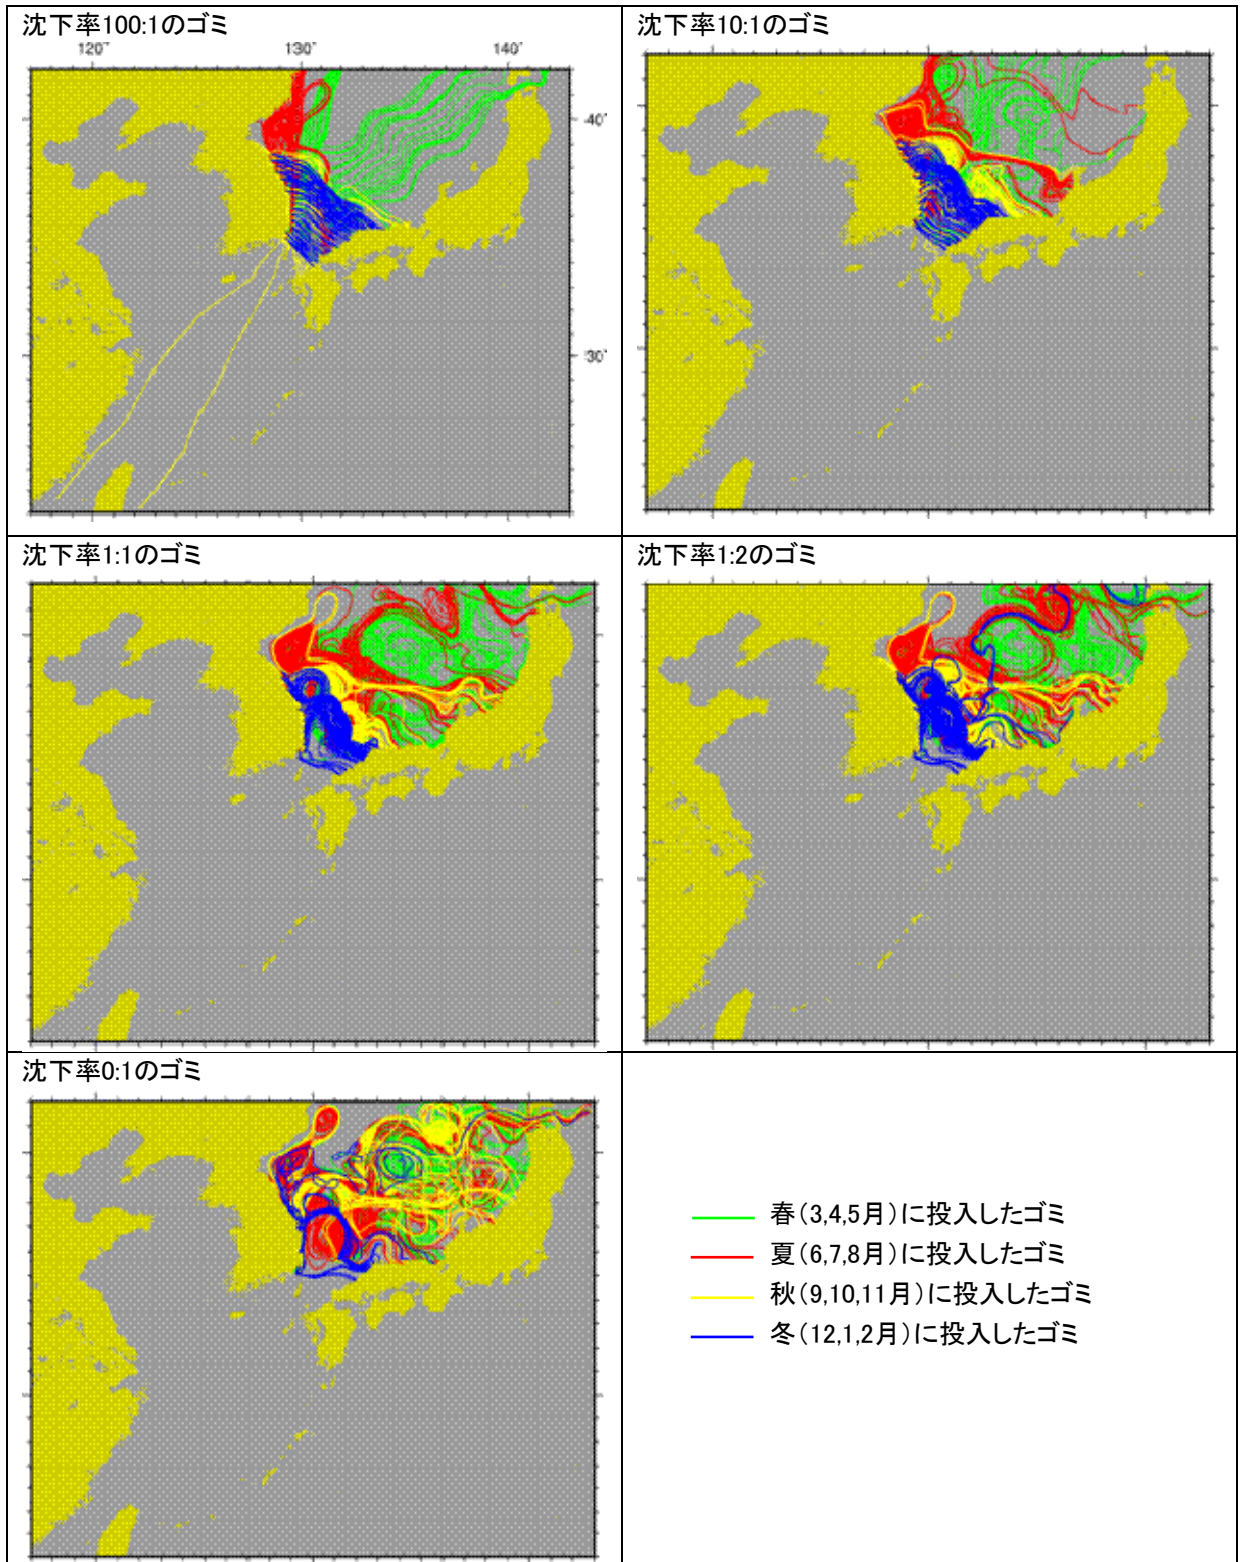 沈下率100:1のゴミ
沈下率10:1のゴミ
120°
130°
140°
40°
30°
沈下率1:1のゴミ
沈下率1:2のゴミ
沈下率0:1のゴミ
春(3,4,5月)に投入したゴミ
夏(6,7,8月)に投入したゴミ
秋(9,10,11月)に投入したゴミ
冬(12,1,2月)に投入したゴミ